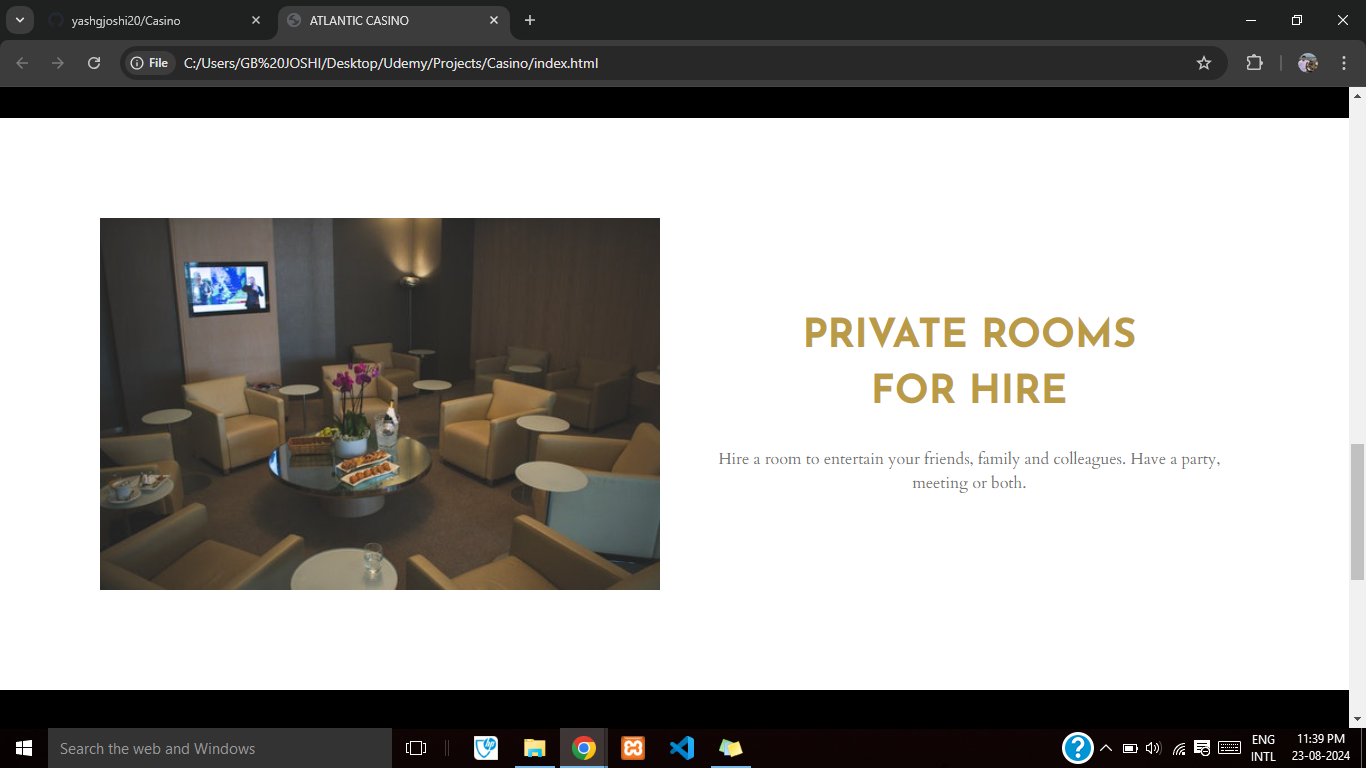 yashgjoshi20/Casino
ATLANTIC CASINO
File
C:/Users/GB%20JOSHI/Desktop/Udemy/Projects/Casino/index.html
PRIVATE ROOMS
FOR HIRE
Hire a room to entertain your friends, family and colleagues. Have a party,
meeting or both.
Search the web and Windows
ENG
INTL
11:39 PM
23-08-2024